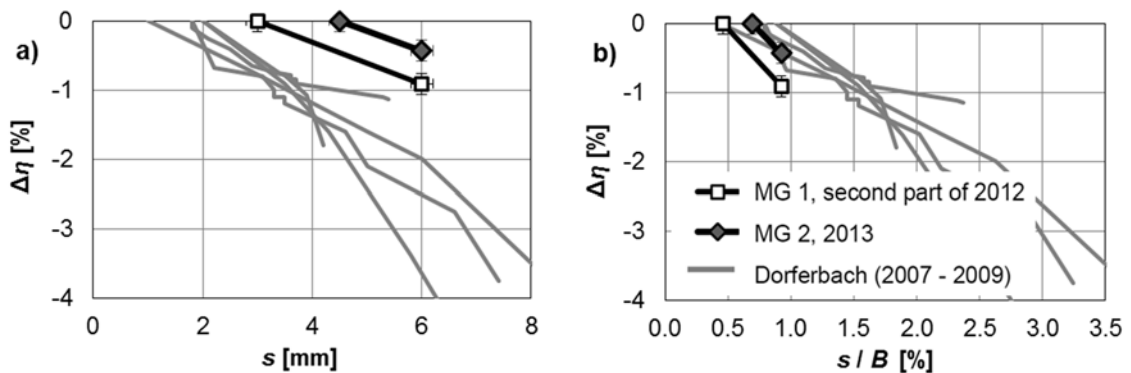 a)
0
-1
-2
-3
-4
Δη [%]
0 2 4 6 8
s [mm]
b)
0
-1
-2
-3
-4
Δη [%]
MG 1, second part of 2012
MG 2, 2013
Dorferbach (2007 - 2009)
0.0 0.5 1.0 1.5 2.0 2.5 3.0 3.5
s / B [%]